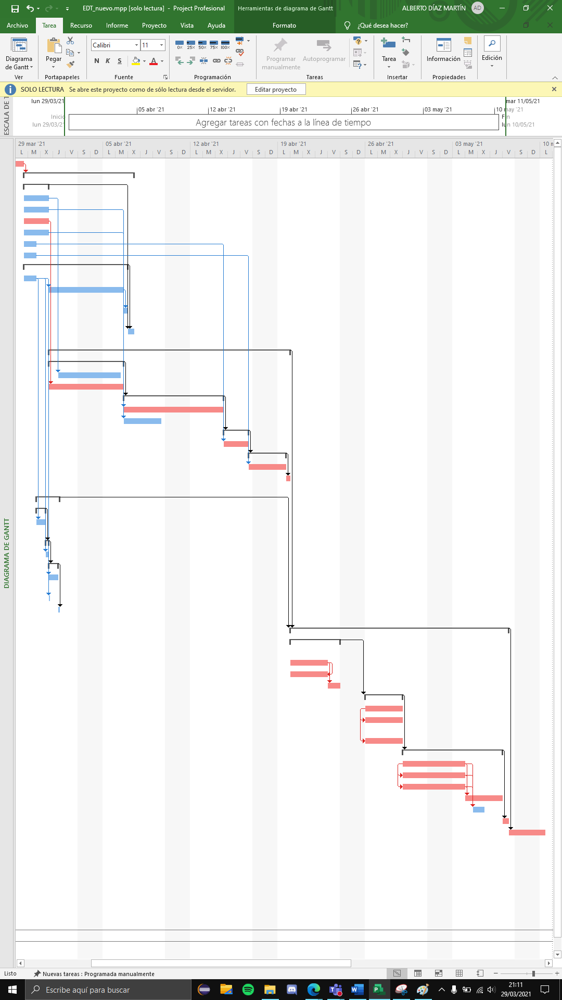 EDT_nuevo.mpp [solo lectura] - Project Profesional
Herramientas de diagrama de Gantt
ALBERTO DÍAZ MARTÍN
AD
Archivo Tarea Recurso Informe Proyecto Vista Ayuda Formato ¿Qué desea hacer?
Diagrama de Gantt
Pegar
Calibri 11
N K S
0% 25% 50% 75% 100%
Programar manualmente
Autoprogramar
Tarea
Información
Edición
Ver Portapapeles Fuente Programación Tareas Insertar Propiedades
SOLO LECTURA Se abre este proyecto como de sólo lectura desde el servidor. Editar proyecto
ESCALA DE T
lun 29/03/21
mar 11/05/21
05 abr '21 12 abr '21 19 abr '21 26 abr '21 03 may '21 10 may '21
Inicio
lun 29/03/21
Agregar tareas con fechas a la línea de tiempo
Fin
lun 10/05/21
29 mar '21 05 abr '21 12 abr '21 19 abr '21 26 abr '21 03 may '21 10 m
L M X J V S D L M X J V S D L M X J V S D L M X J V S D L M X J V S D L M X J V S D L
DIAGRAMA DE GANTT
Listo Nuevas tareas : Programada manualmente
Escribe aquí para buscar
21:11
29/03/2021